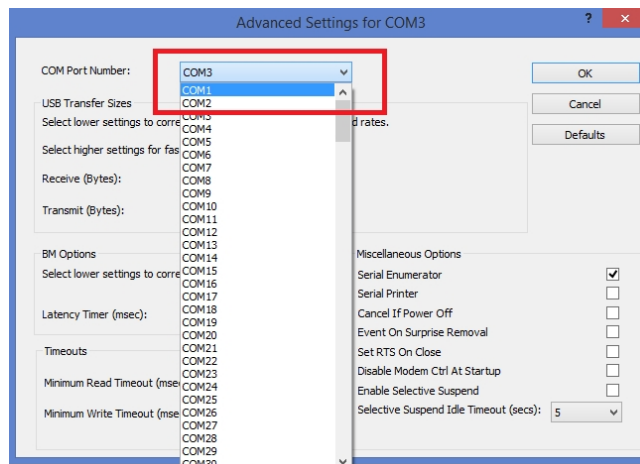 Advanced Settings for COM3
?
×
COM Port Number:
COM3
OK
Cancel
Defaults
USB Transfer Sizes
Select lower settings to corre
d rates.
Select higher settings for fas
Receive (Bytes):
Transmit (Bytes):
COM1
COM2
COM3
COM4
COM5
COM6
COM7
COM8
COM9
COM10
COM11
COM12
COM13
COM14
COM15
COM16
COM17
COM18
COM19
COM20
COM21
COM22
COM23
COM24
COM25
COM26
COM27
COM28
COM29
COM30
BM Options
Select lower settings to corre
Latency Timer (msec):
Timeouts
Minimum Read Timeout (mse
Minimum Write Timeout (mse
Miscellaneous Options
Serial Enumerator
Serial Printer
Cancel If Power Off
Event On Surprise Removal
Set RTS On Close
Disable Modem Ctrl At Startup
Enable Selective Suspend
Selective Suspend Idle Timeout (secs): 5